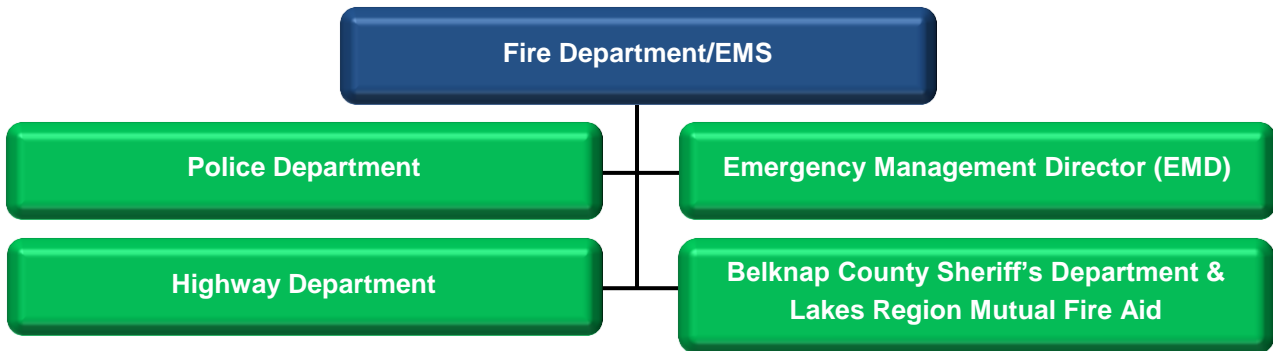 Fire Department/EMS
Police Department
Emergency Management Director (EMD)
Highway Department
Belknap County Sheriff’s Department &
Lakes Region Mutual Fire Aid